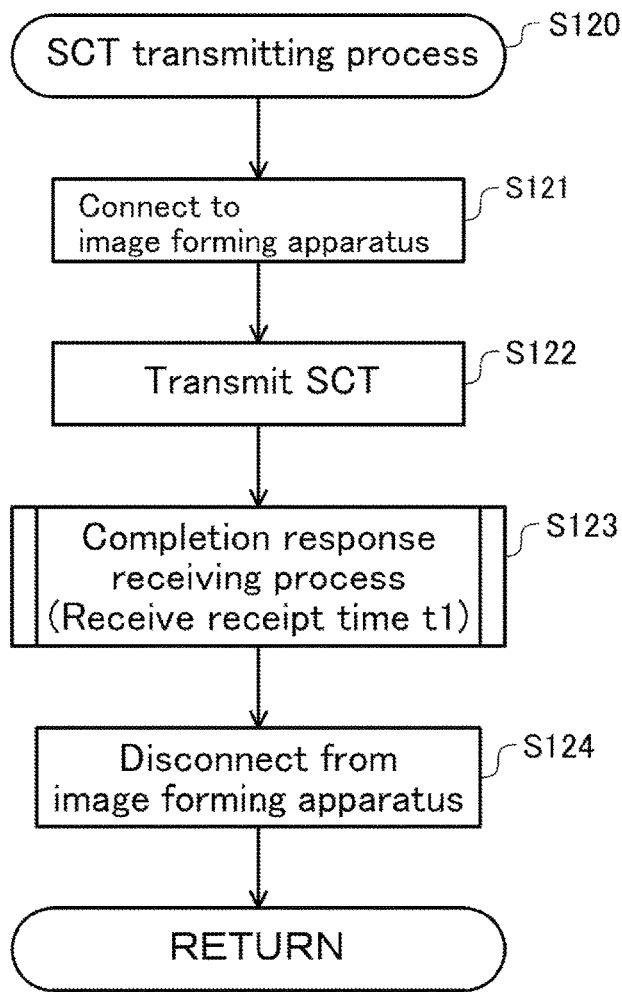 SCT transmitting process
S120
Connect to
image forming apparatus
S121
Transmit SCT
S122
Completion response
receiving process
(Receive receipt time t1)
S123
Disconnect from
image forming apparatus
S124
RETURN